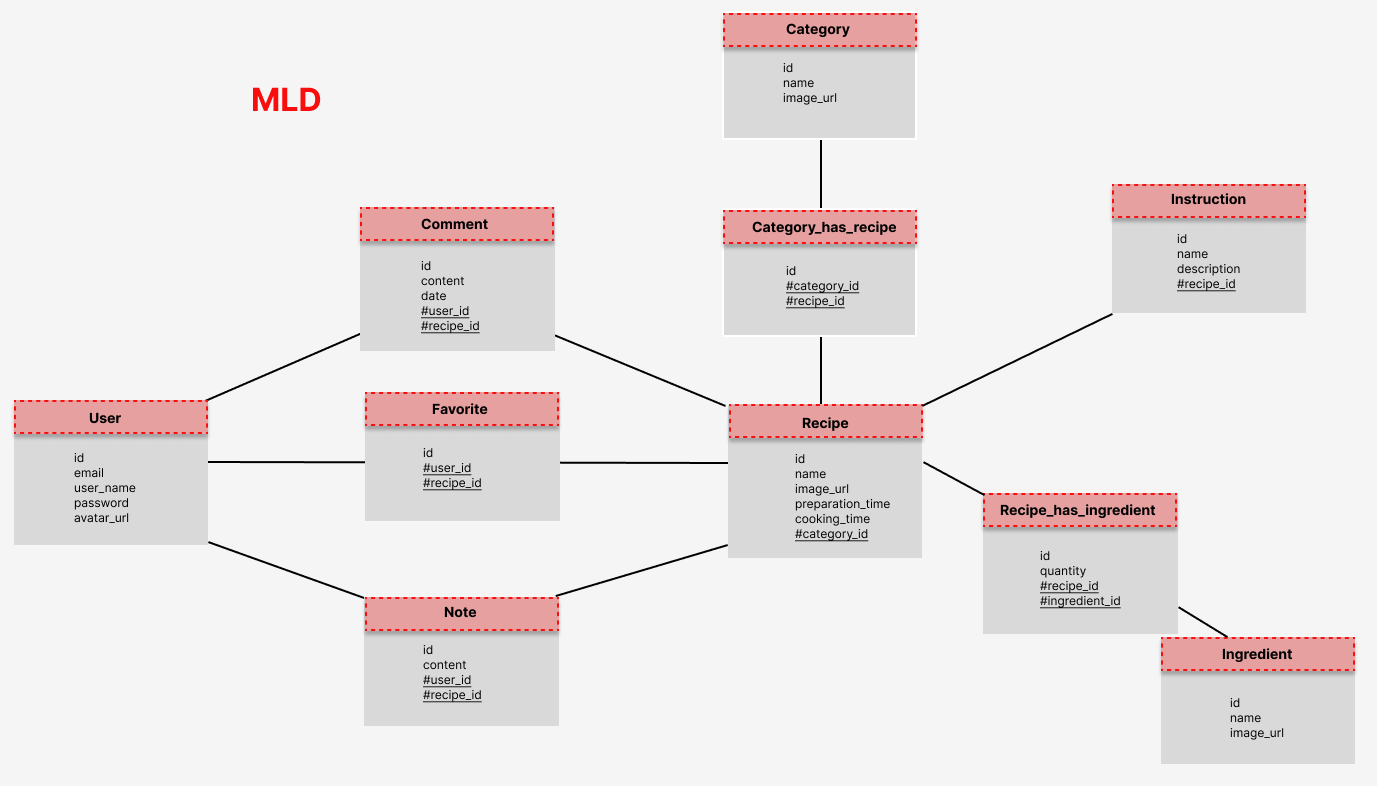 MLD
Category
id
name
image_url
Category_has_recipe
id
#category_id
#recipe_id
Instruction
id
name
description
#recipe_id
Comment
id
content
date
#user_id
#recipe_id
User
id
email
user_name
password
avatar_url
Favorite
id
#user_id
#recipe_id
Recipe
id
name
image_url
preparation_time
cooking_time
#category_id
Recipe_has_ingredient
id
quantity
#recipe_id
#ingredient_id
Note
id
content
#user_id
#recipe_id
Ingredient
id
name
image_url